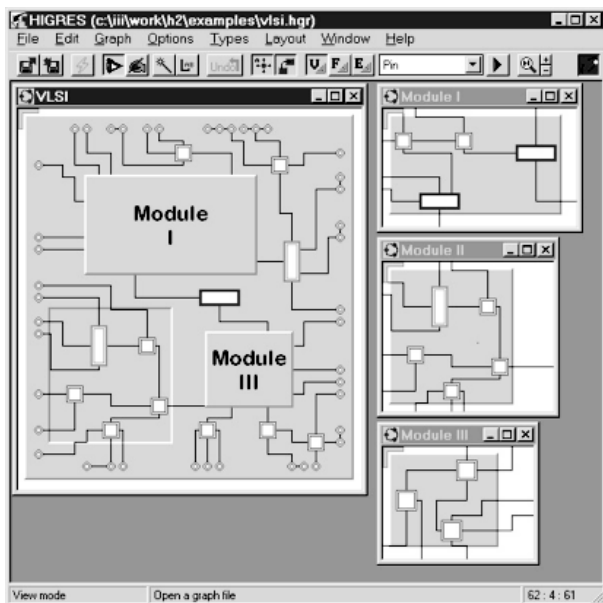 HIGRES (c:\iii\work\h2\examples\vlsi.hgr)
File Edit Graph Options Types Layout Window Help
Undo V F E Pin
VLSI
Module I
Module
I
Module II
Module
III
Module III
View mode Open a graph file 62 : 4 : 61